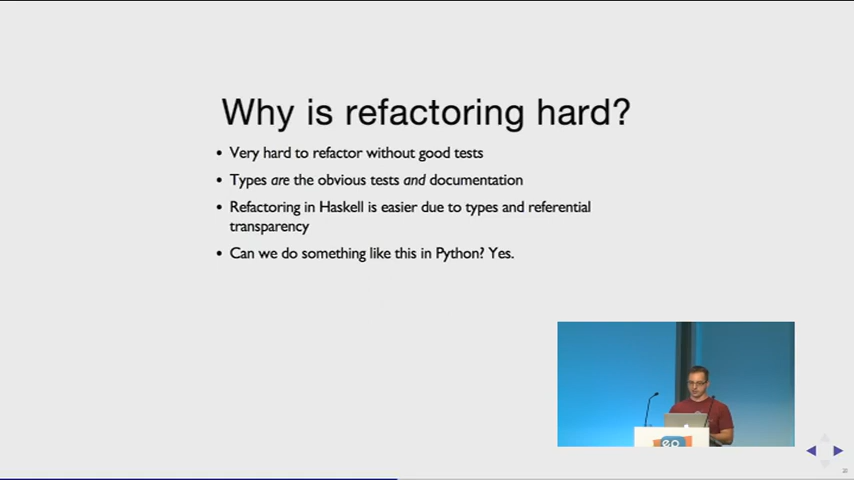 Why is refactoring hard?
• Very hard to refactor without good tests
• Types are the obvious tests and documentation
• Refactoring in Haskell is easier due to types and referential
transparency
• Can we do something like this in Python? Yes.
ep